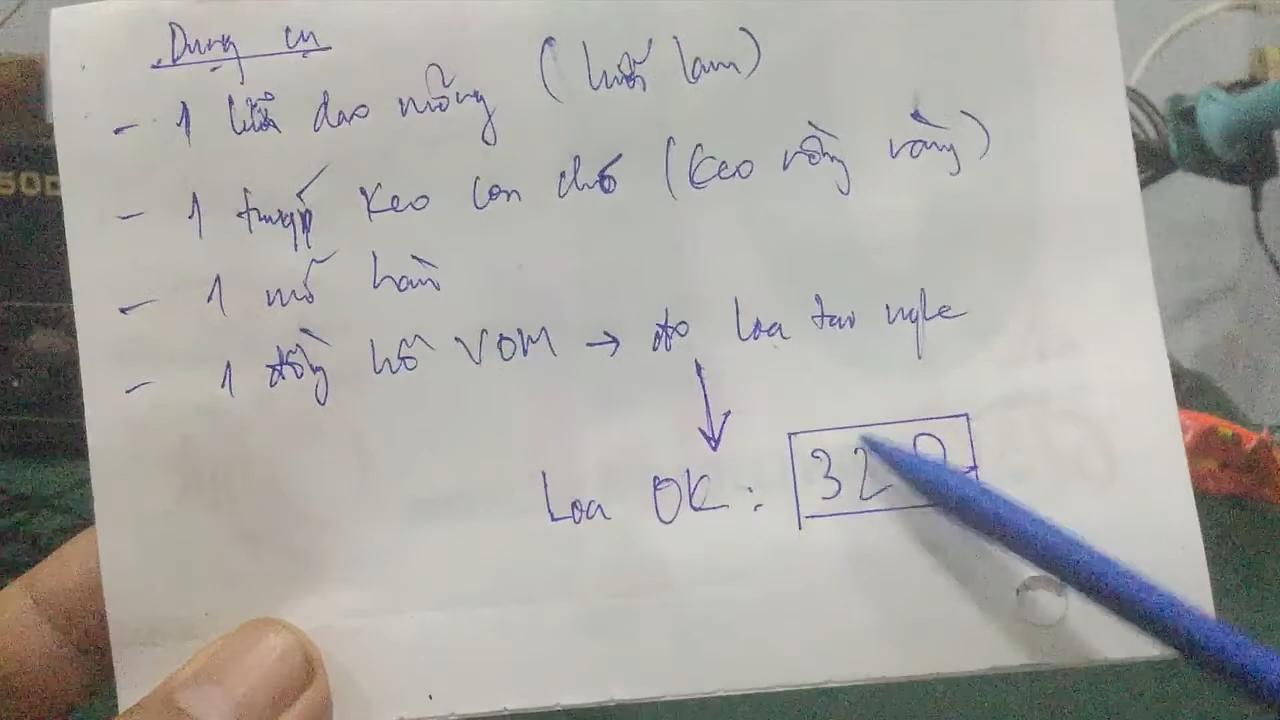 Dụng cụ
- 1 lưỡi dao mỏng (lưỡi lam)
- 1 tuýp keo con chó (keo vàng vàng)
- 1 mỏ hàn
- 1 đồng hồ VOM → đo loa tai nghe
Loa OK: 32
50D